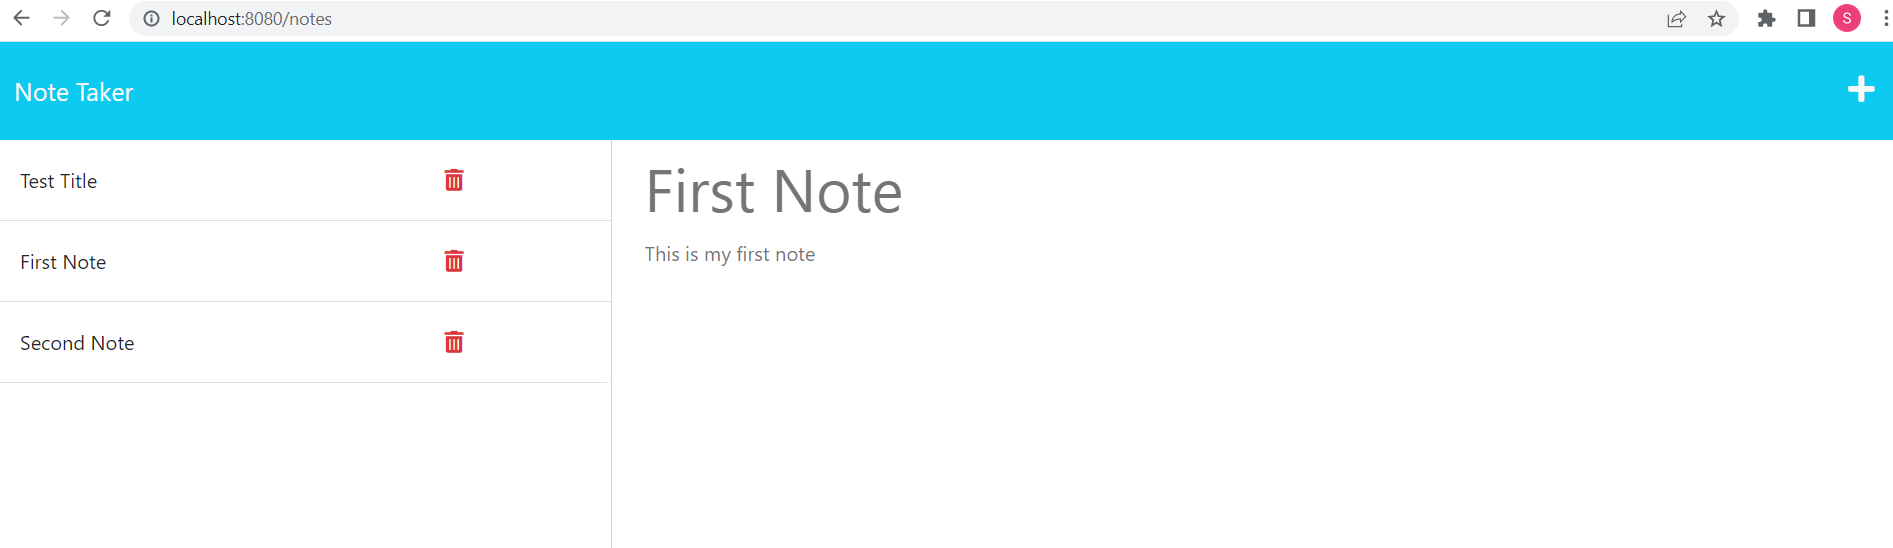 localhost:8080/notes
S
Note Taker
Test Title
First Note
Second Note
First Note
This is my first note